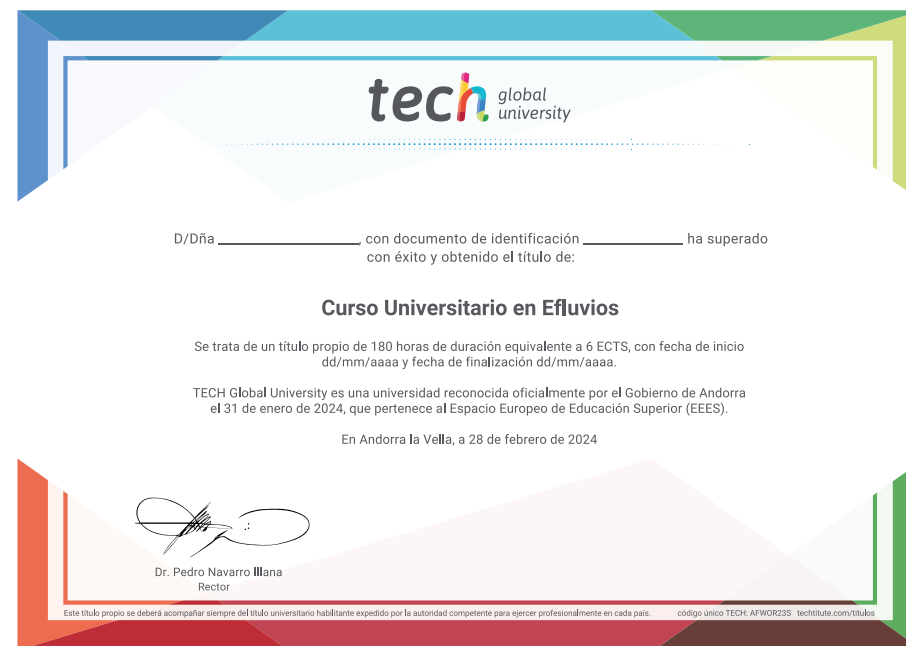 tech global
university
D/Dña ____________________, con documento de identificación ______________ ha superado
con éxito y obtenido el título de:
Curso Universitario en Efluvios
Se trata de un título propio de 180 horas de duración equivalente a 6 ECTS, con fecha de inicio
dd/mm/aaaa y fecha de finalización dd/mm/aaaa.
TECH Global University es una universidad reconocida oficialmente por el Gobierno de Andorra
el 31 de enero de 2024, que pertenece al Espacio Europeo de Educación Superior (EEES).
En Andorra la Vella, a 28 de febrero de 2024
Dr. Pedro Navarro Illana
Rector
Este título propio se deberá acompañar siempre del título universitario habilitante expedido por la autoridad competente para ejercer profesionalmente en cada país. código único TECH: AFWOR23S techtitute.com/titulos